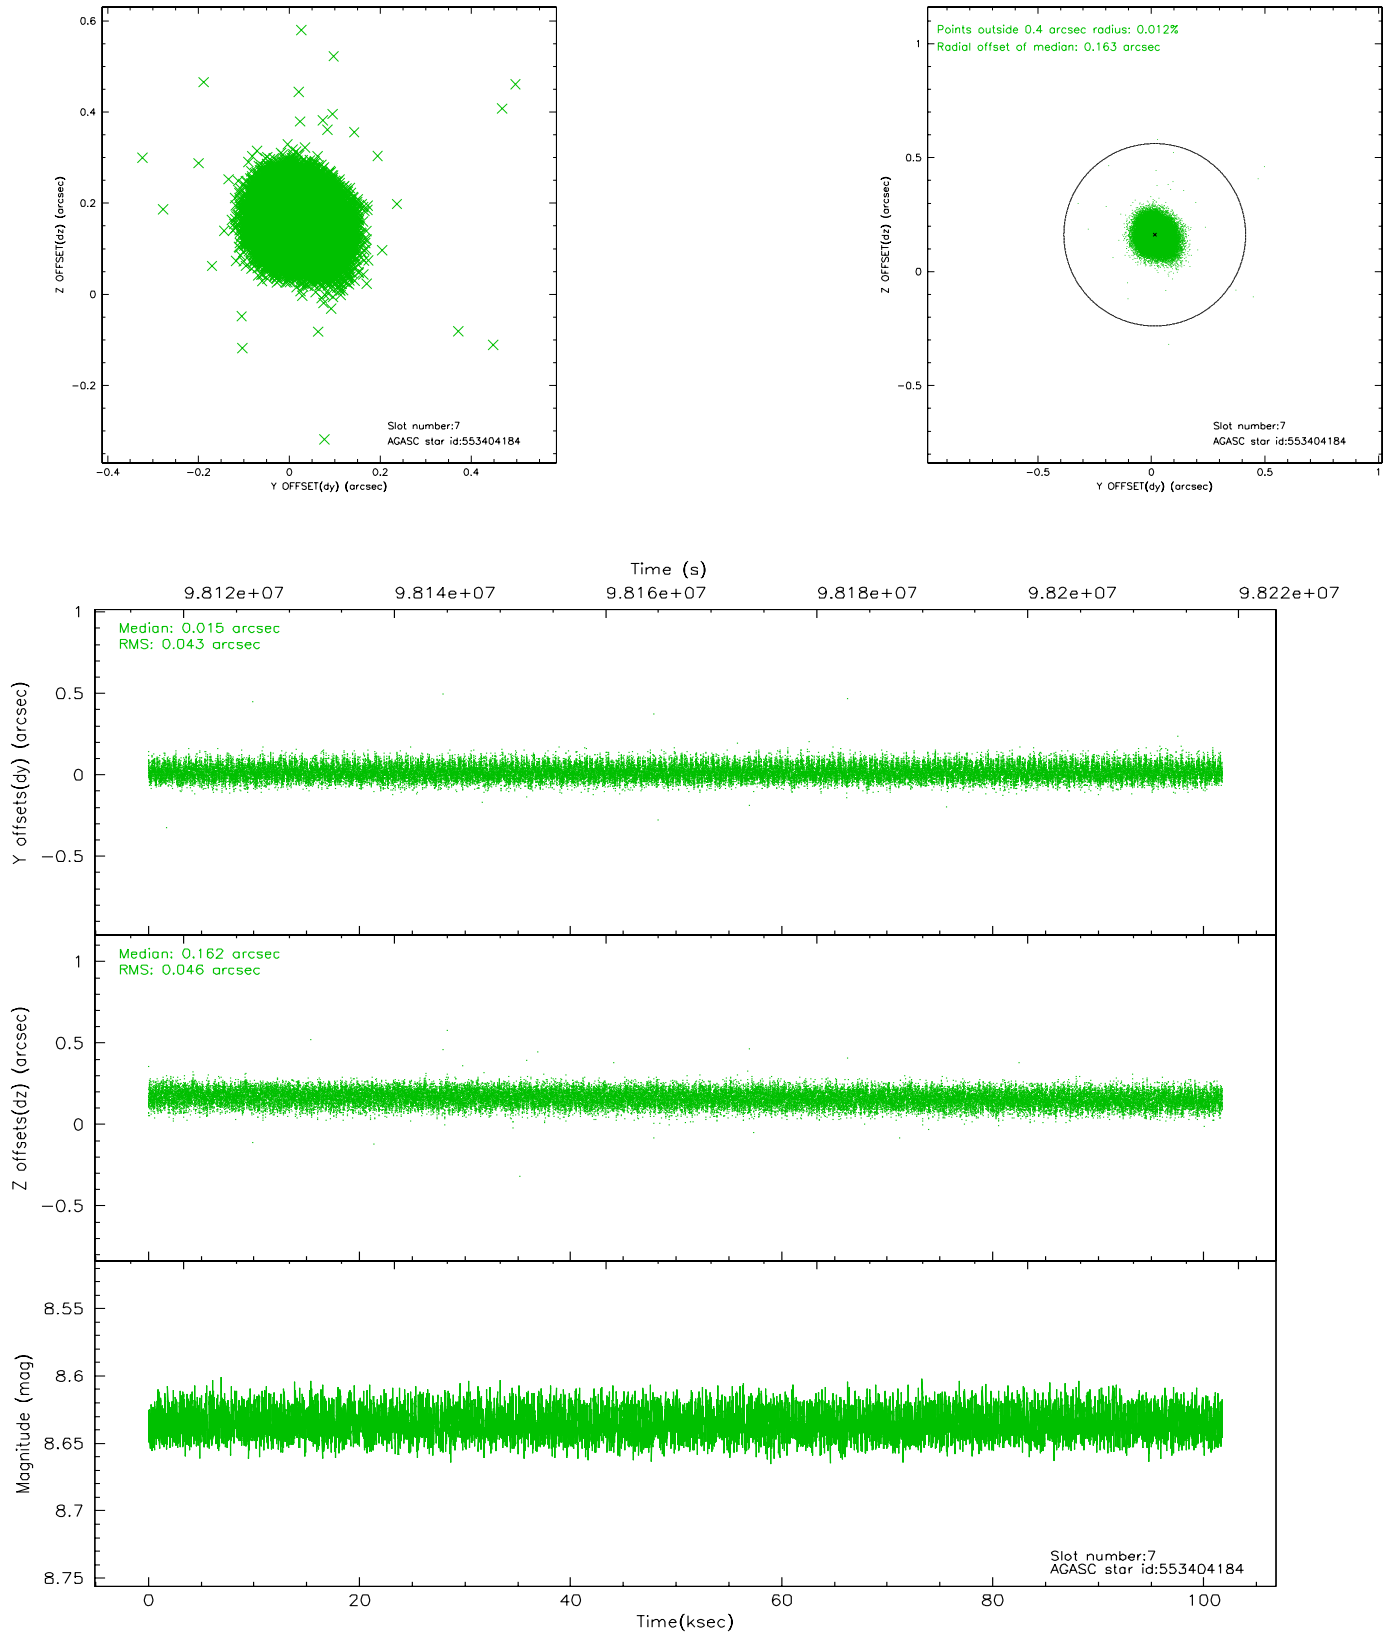 0.6
0.4
0.2
0
−0.2
Z OFFSET(dz) (arcsec)
Slot number:7
AGASC star id:553404184
−0.4 −0.2 0 0.2 0.4
Y OFFSET(dy) (arcsec)
Points outside 0.4 arcsec radius: 0.012%
Radial offset of median: 0.163 arcsec
1
0.5
0
−0.5
Z OFFSET(dz) (arcsec)
Slot number:7
AGASC star id:553404184
−0.5 0 0.5 1
Y OFFSET(dy) (arcsec)
Time (s)
9.812e+07 9.814e+07 9.816e+07 9.818e+07 9.82e+07 9.822e+07
Median: 0.015 arcsec
RMS: 0.043 arcsec
1
0.5
0
−0.5
Y offsets(dy) (arcsec)
Median: 0.162 arcsec
RMS: 0.046 arcsec
1
0.5
0
−0.5
Z offsets(dz) (arcsec)
8.55
8.6
8.65
8.7
8.75
Magnitude (mag)
Slot number:7
AGASC star id:553404184
0 20 40 60 80 100
Time(ksec)